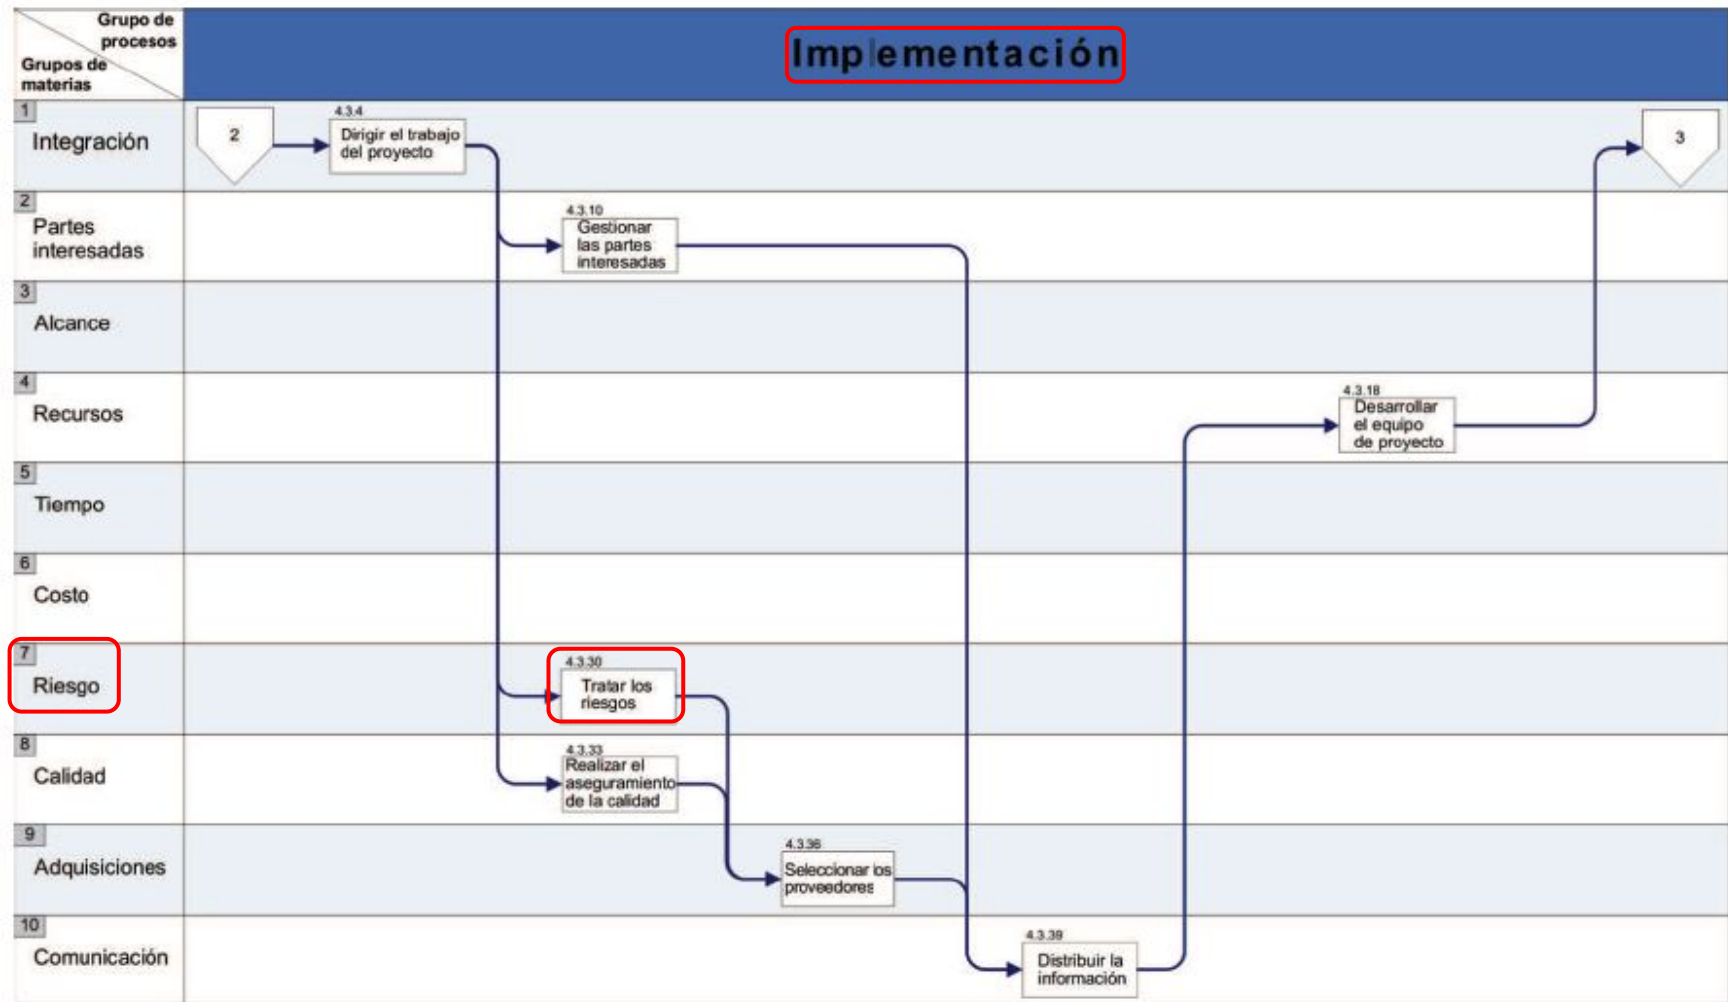 Grupo de
procesos
Grupos de
materias
Implementación
1
Integración
2
4.3.4
Dirigir el trabajo
del proyecto
3
2
Partes
interesadas
4.3.10
Gestionar
las partes
interesadas
3
Alcance
4
Recursos
4.3.18
Desarrollar
el equipo
de proyecto
5
Tiempo
6
Costo
7
Riesgo
4.3.30
Tratar los
riesgos
8
Calidad
4.3.33
Realizar el
aseguramiento
de la calidad
9
Adquisiciones
4.3.36
Seleccionar los
proveedores
10
Comunicación
4.3.39
Distribuir la
información